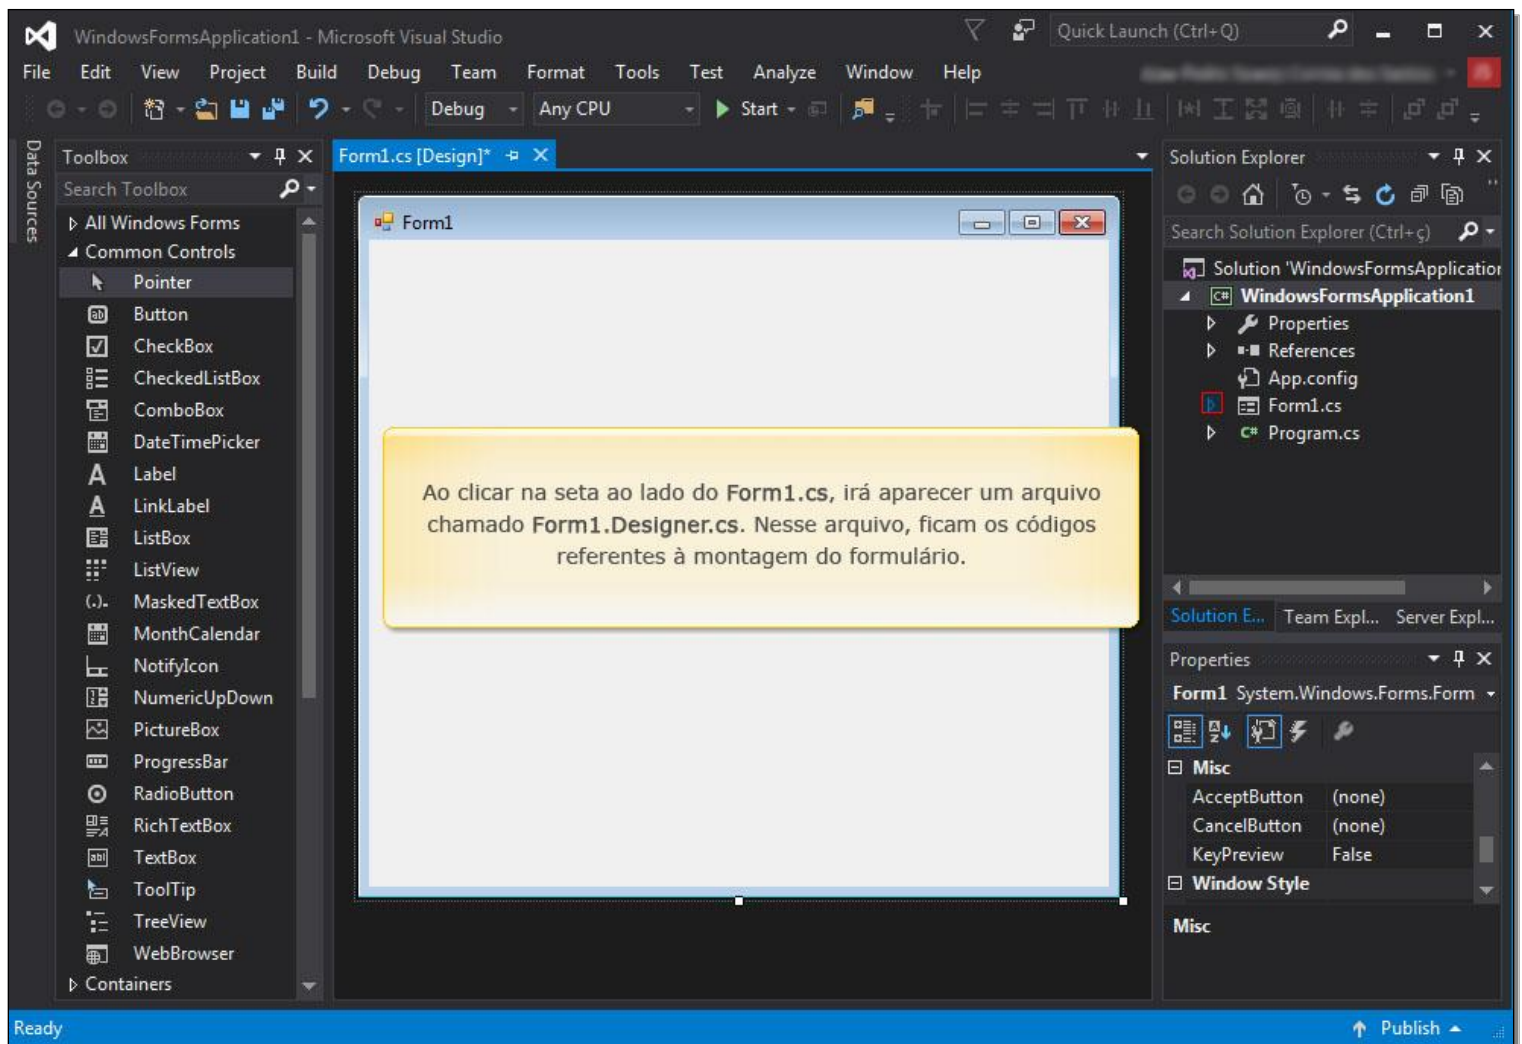 WindowsFormsApplication1 - Microsoft Visual Studio
Quick Launch (Ctrl+Q)
File Edit View Project Build Debug Team Format Tools Test Analyze Window Help
Debug Any CPU Start
Data Sources
Toolbox
Search Toolbox
All Windows Forms
Common Controls
Pointer
Button
CheckBox
CheckedListBox
ComboBox
DateTimePicker
Label
LinkLabel
ListBox
ListView
MaskedTextBox
MonthCalendar
NotifyIcon
NumericUpDown
PictureBox
ProgressBar
RadioButton
RichTextBox
TextBox
ToolTip
TreeView
WebBrowser
Containers
Form1.cs [Design]*
Form1
Ao clicar na seta ao lado do Form1.cs, irá aparecer um arquivo
chamado Form1.Designer.cs. Nesse arquivo, ficam os códigos
referentes à montagem do formulário.
Solution Explorer
Search Solution Explorer (Ctrl+ç)
Solution 'WindowsFormsApplication
WindowsFormsApplication1
Properties
References
App.config
Form1.cs
Program.cs
Solution E... Team Expl... Server Expl...
Properties
Form1 System.Windows.Forms.Form
Misc
AcceptButton (none)
CancelButton (none)
KeyPreview False
Window Style
Misc
Ready
Publish